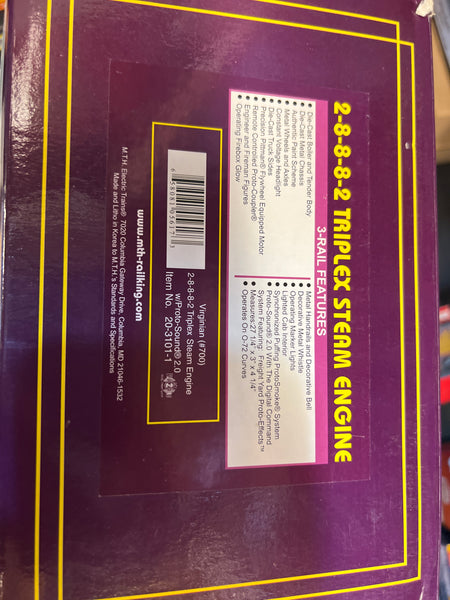 2-8-8-8-2 TRIPLEX STEAM ENGINE
3-RAIL FEATURES
• Die-Cast Boiler and Tender Body
• Die-Cast Metal Chassis
• Authentic Paint Scheme
• Metal Wheels and Axles
• Constant Voltage Headlight
• Die-Cast Truck Sides
• Precision Pittman® Flywheel Equipped Motor
• Remote Controlled Proto-Coupler®
• Engineer and Fireman Figures
• Operating Firebox Glow
• Metal Handrails and Decorative Bell
• Decorative Metal Whistle
• Operating Marker Lights
• Lighted Cab Interior
• Synchronized Puffing ProtoSmoke® System
• Proto-Sound® 2.0 With The Digital Command
System Featuring: Freight Yard Proto-Effects™
• Measures:27 1/4" x 3" x 4 1/4"
• Operates On O-72 Curves
Virginian (#700)
2-8-8-8-2 Triplex Steam Engine
w/Proto-Sound® 2.0
Item No. 20-3101-1
www.mth-railking.com
M.T.H. Electric Trains® 7020 Columbia Gateway Drive, Columbia, MD 21046-1532
Made and Litho in Korea to M.T.H.'s Standards and Specifications